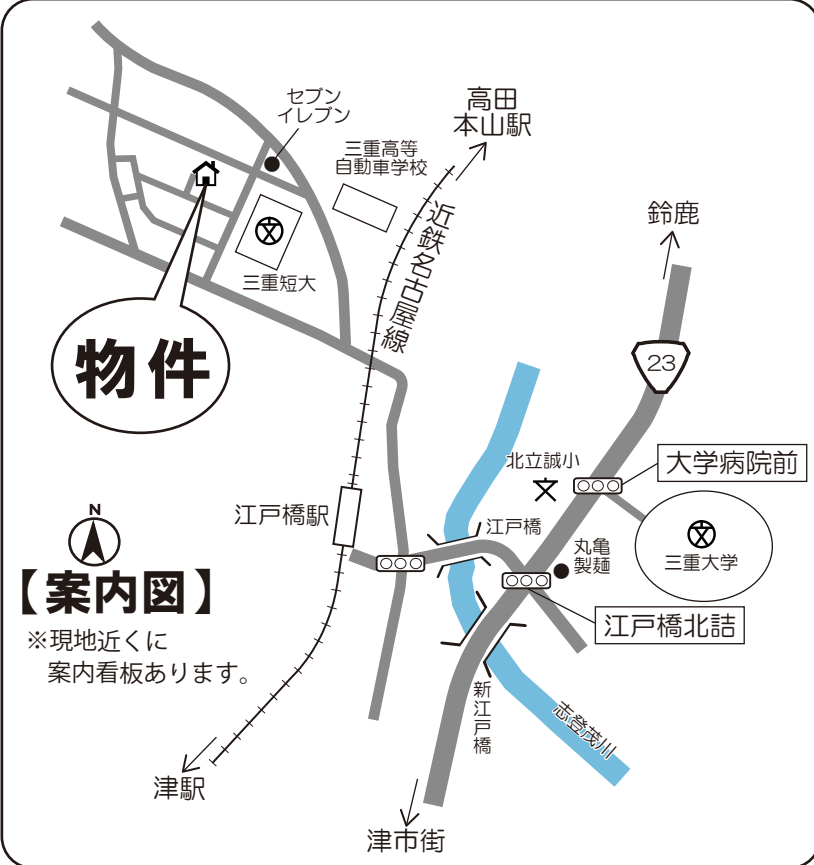 セブン
イレブン
高田
本山駅
三重高等
自動車学校
近鉄名古屋線
鈴鹿
三重短大
物件
23
北立誠小
大学病院前
江戸橋駅
江戸橋
丸亀
製麺
三重大学
N
【案内図】
※現地近くに
案内看板あります。
江戸橋北詰
新江戸橋
志登茂川
津駅
津市街